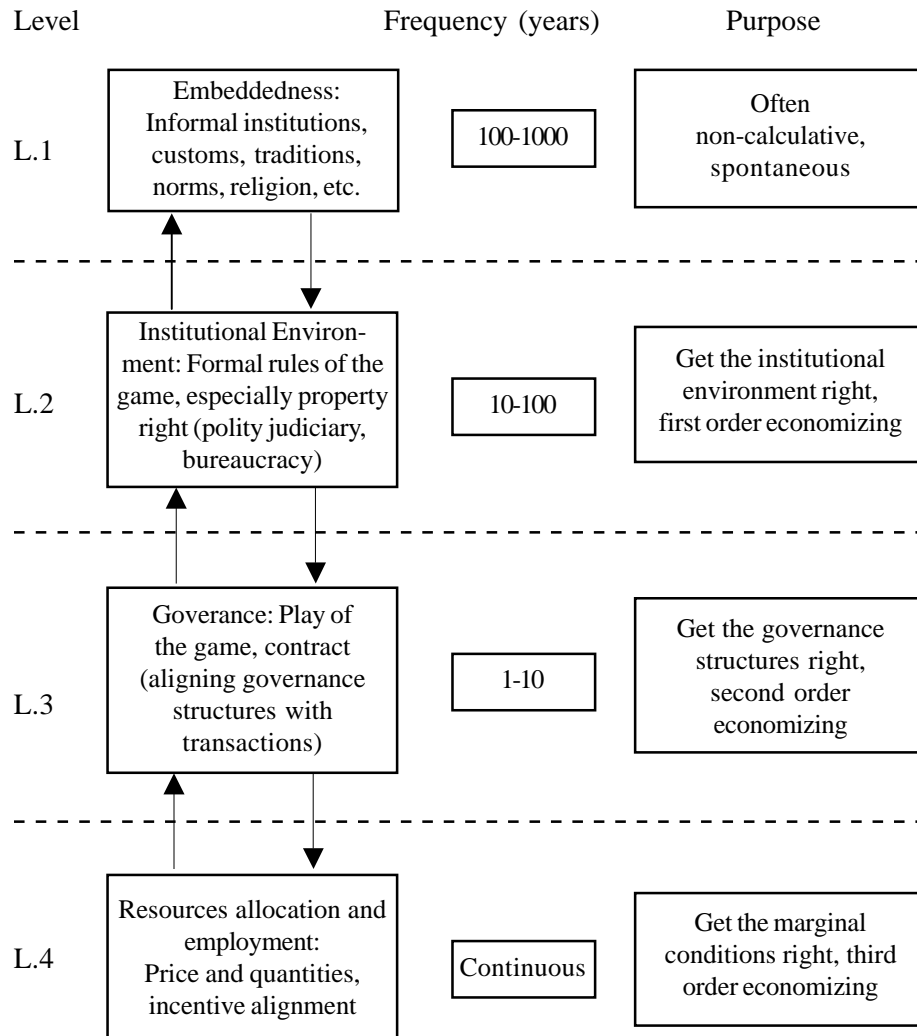 Level Frequency (years) Purpose
L.1
Embeddedness:
Informal institutions,
customs, traditions,
norms, religion, etc.
100-1000
Often
non-calculative,
spontaneous
L.2
Institutional Environ-
ment: Formal rules of the
game, especially property
right (polity judiciary,
bureaucracy)
10-100
Get the institutional
environment right,
first order economizing
L.3
Goverance: Play of
the game, contract
(aligning governance
structures with
transactions)
1-10
Get the governance
structures right,
second order
economizing
L.4
Resources allocation and
employment:
Price and quantities,
incentive alignment
Continuous
Get the marginal
conditions right, third
order economizing